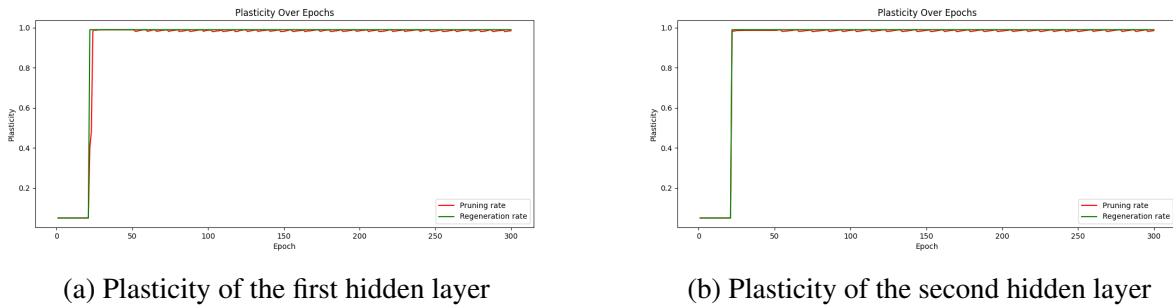 Plasticity Over Epochs
Plasticity
1.0
0.8
0.6
0.4
0.2
0
50
100
150
200
250
300
Epoch
Pruning rate
Regeneration rate
(a) Plasticity of the first hidden layer
Plasticity Over Epochs
Plasticity
1.0
0.8
0.6
0.4
0.2
0
50
100
150
200
250
300
Epoch
Pruning rate
Regeneration rate
(b) Plasticity of the second hidden layer